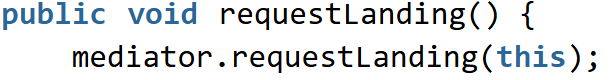 public void requestLanding() {
    mediator.requestLanding(this);